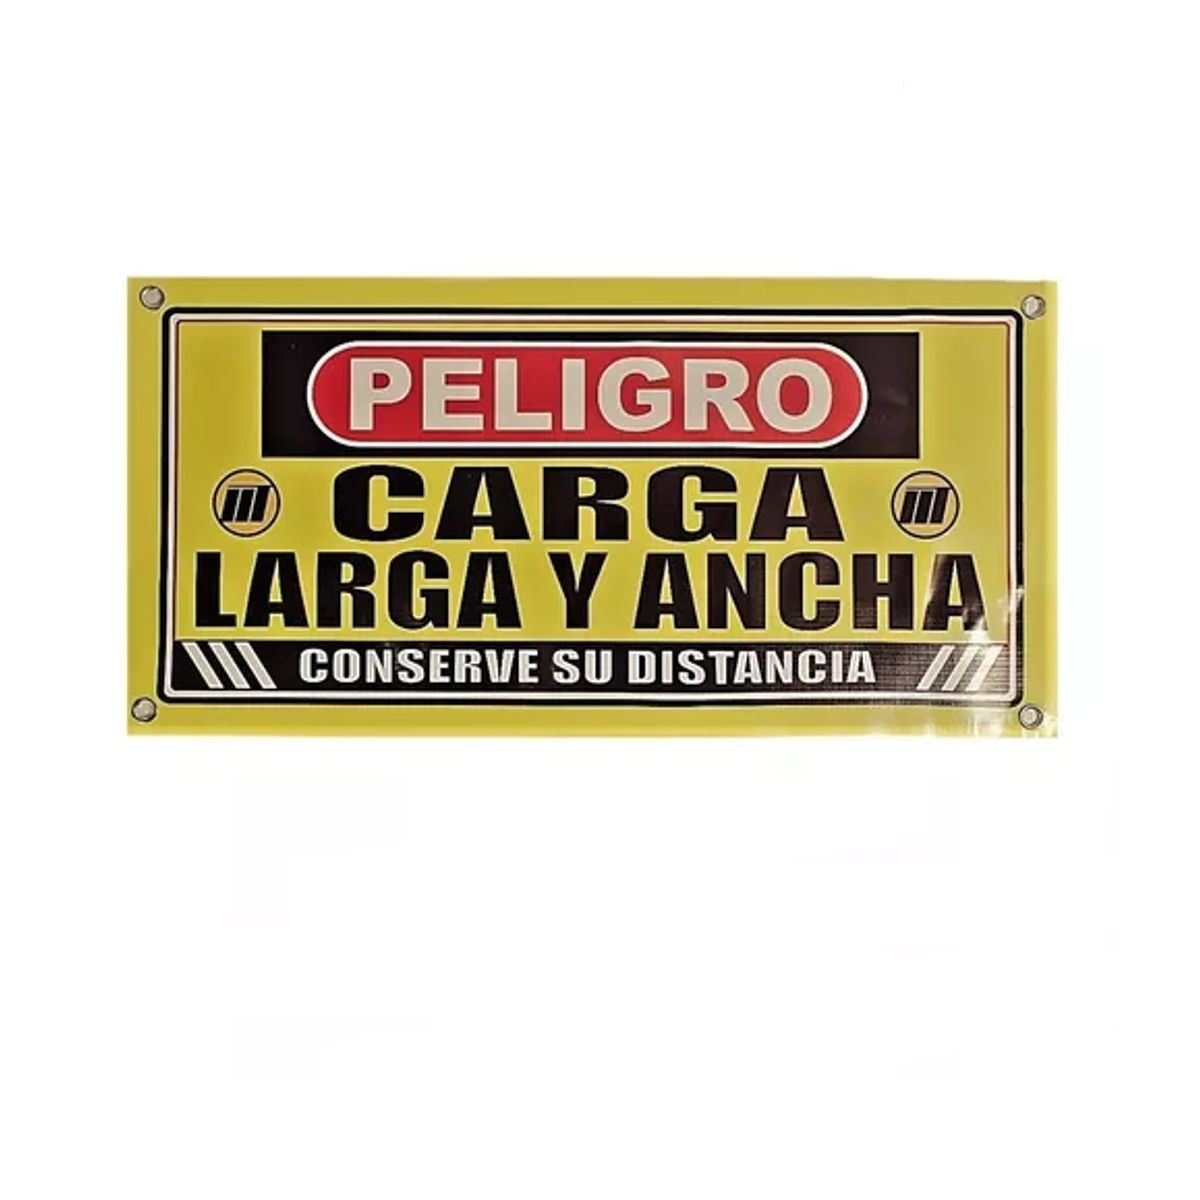 PELIGRO
CARGA
LARGA Y ANCHA
CONSERVE SU DISTANCIA